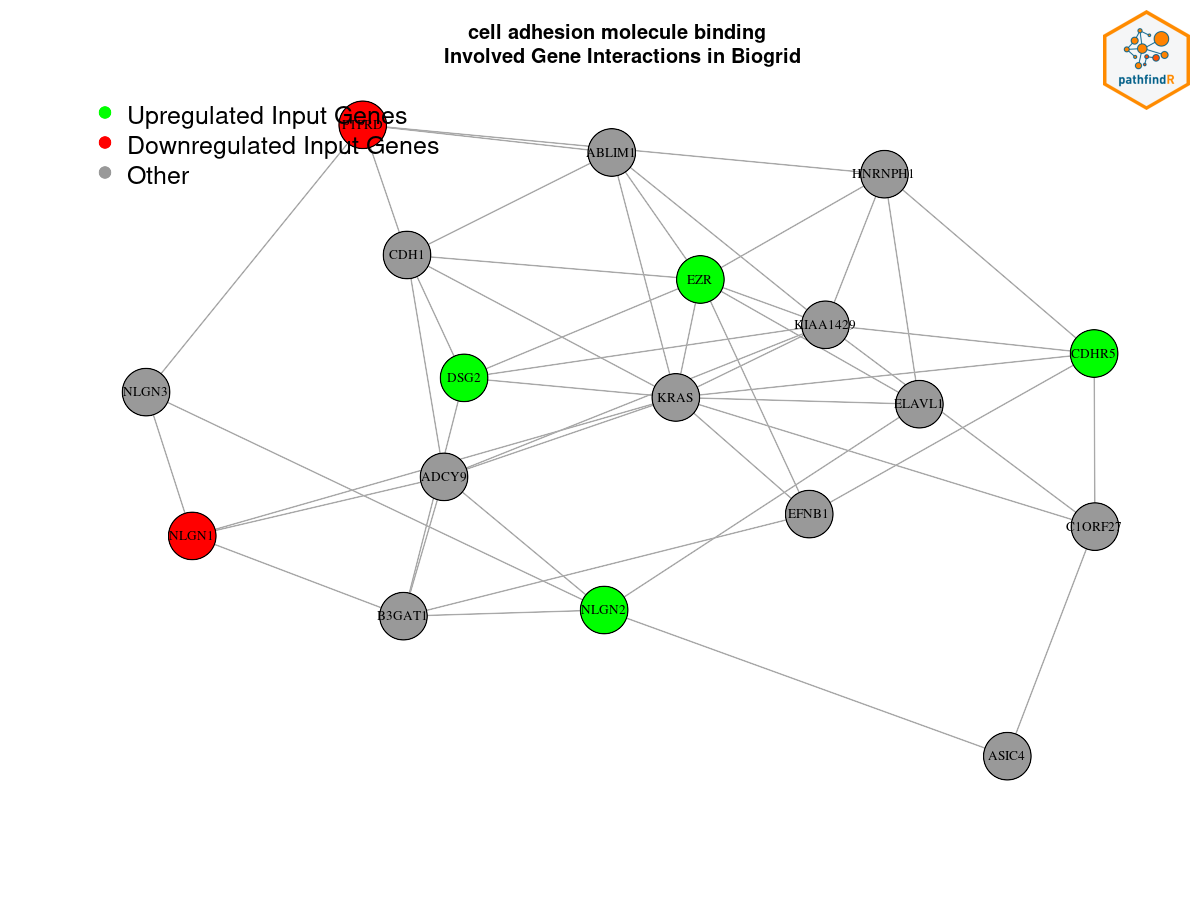 cell adhesion molecule binding
Involved Gene Interactions in Biogrid
pathfindR
Upregulated Input Genes
PTPRD
Downregulated Input Genes
Other
ABLIM1
HNRNPH1
CDH1
EZR
KIAA1429
CDHR5
DSG2
NLGN3
KRAS
ELAVL1
ADCY9
EFNB1
C1ORF27
NLGN1
B3GAT1
NLGN2
ASIC4